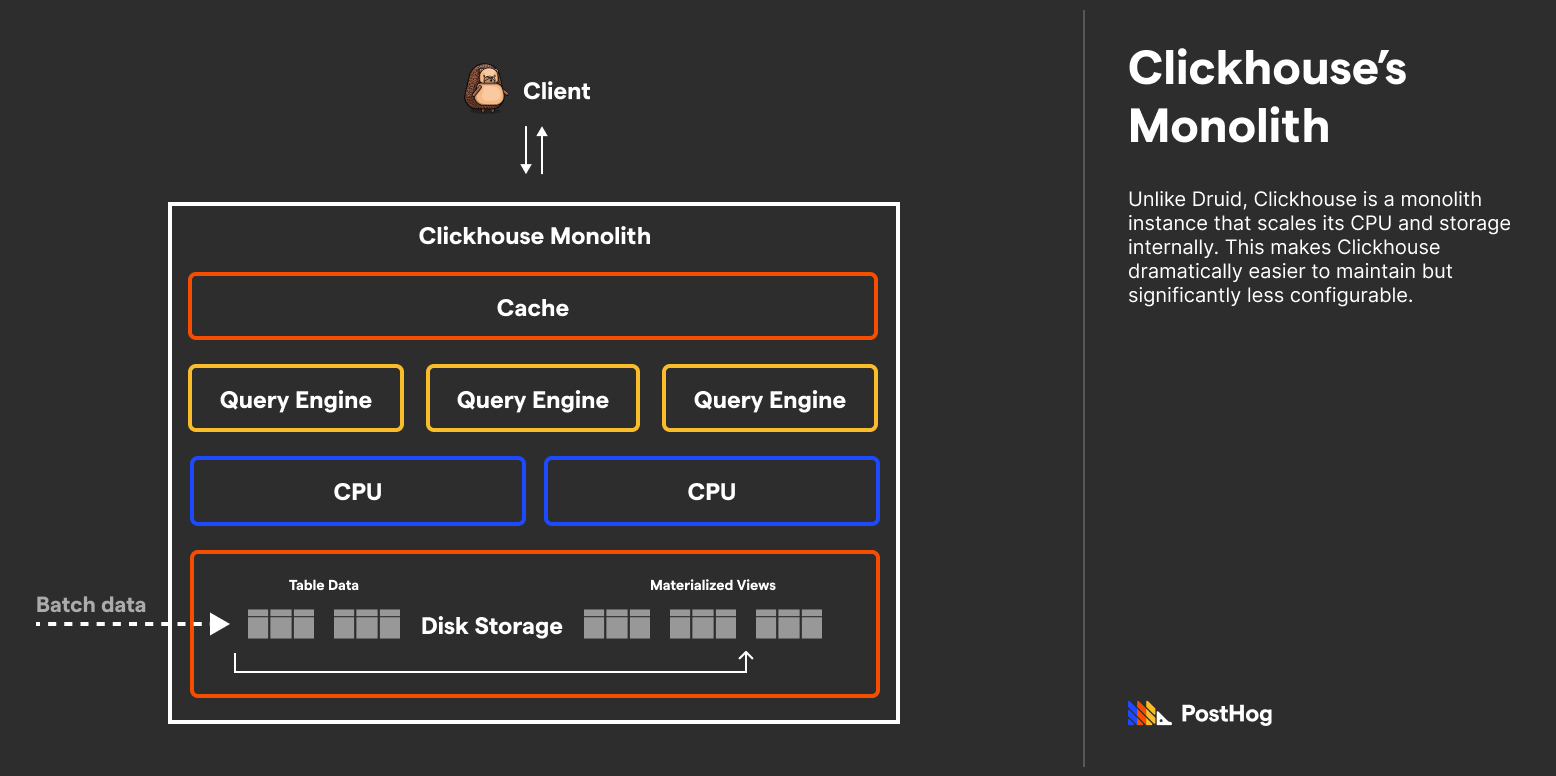 Client
Clickhouse Monolith
Cache
Query Engine
Query Engine
Query Engine
CPU
CPU
Batch data
Table Data
Disk Storage
Materialized Views
Clickhouse’s
Monolith
Unlike Druid, Clickhouse is a monolith
instance that scales its CPU and storage
internally. This makes Clickhouse
dramatically easier to maintain but
significantly less configurable.
PostHog